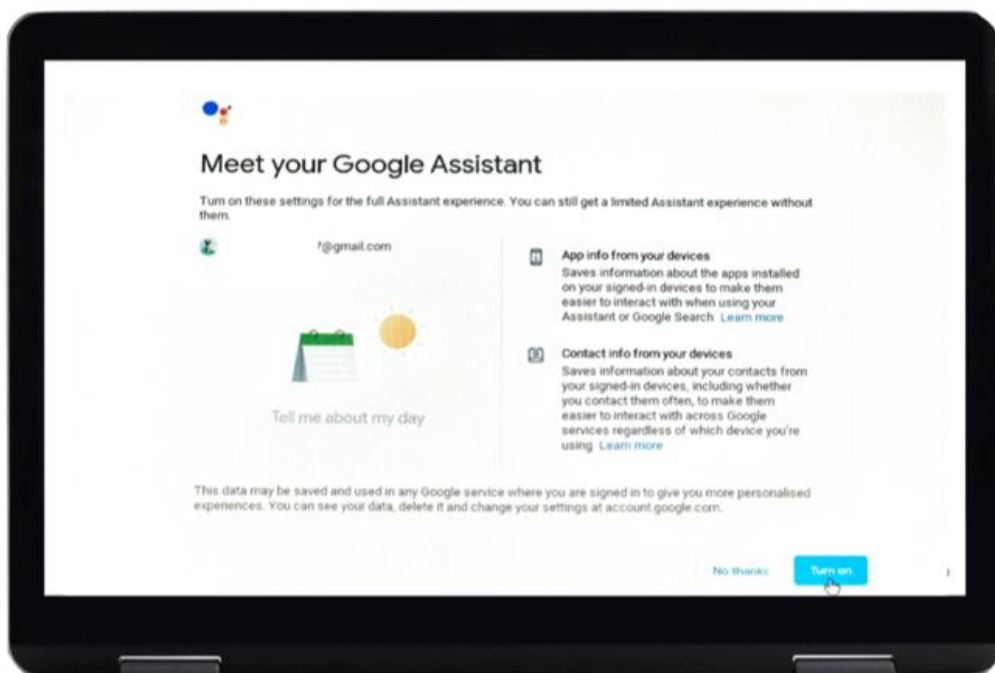 Meet your Google Assistant
Turn on these settings for the full Assistant experience. You can still get a limited Assistant experience without
them.
@gmail.com
Tell me about my day
App info from your devices
Saves information about the apps installed
on your signed-in devices to make them
easier to interact with when using your
Assistant or Google Search Learn more
Contact info from your devices
Saves information about your contacts from
your signed-in devices, including whether
you contact them often, to make them
easier to interact with across Google
services regardless of which device you're
using Learn more
This data may be saved and used in any Google service where you are signed in to give you more personalised
experiences. You can see your data, delete it and change your settings at account.google.com.
No thanks
Turn on